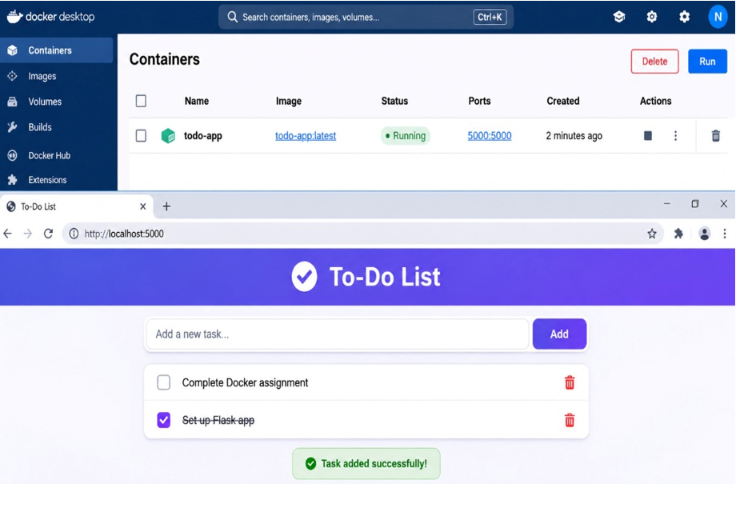 docker desktop
Search containers, images, volumes...
Ctrl+K
N
Containers
Images
Volumes
Builds
Docker Hub
Extensions
Containers
Delete
Run
Name Image Status Ports Created Actions
todo-app todo-app:latest Running 5000:5000 2 minutes ago
To-Do List
http://localhost:5000
To-Do List
Add a new task...
Add
Complete Docker assignment
Set up Flask app
Task added successfully!